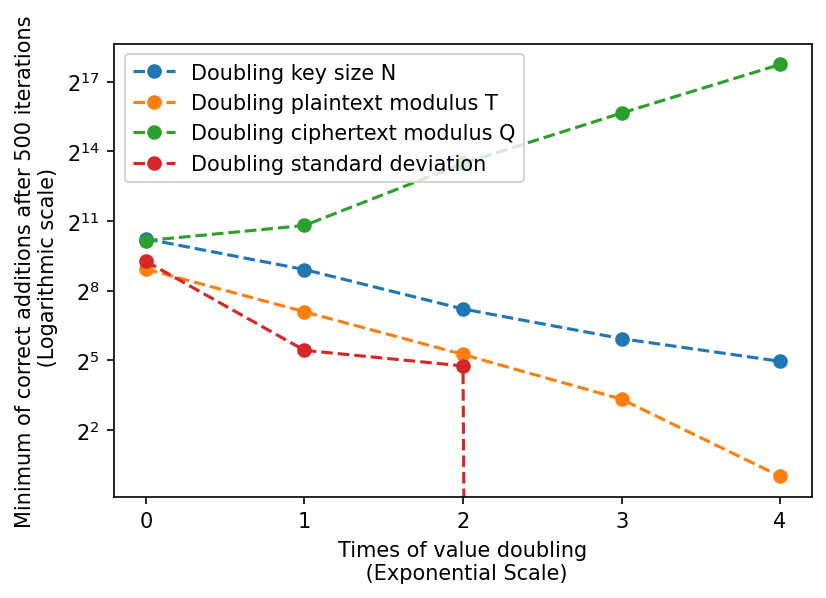 Minimum of correct additions after 500 iterations
(Logarithmic scale)
2^17
2^14
2^11
2^8
2^5
2^2
Doubling key size N
Doubling plaintext modulus T
Doubling ciphertext modulus Q
Doubling standard deviation
0 1 2 3 4
Times of value doubling
(Exponential Scale)